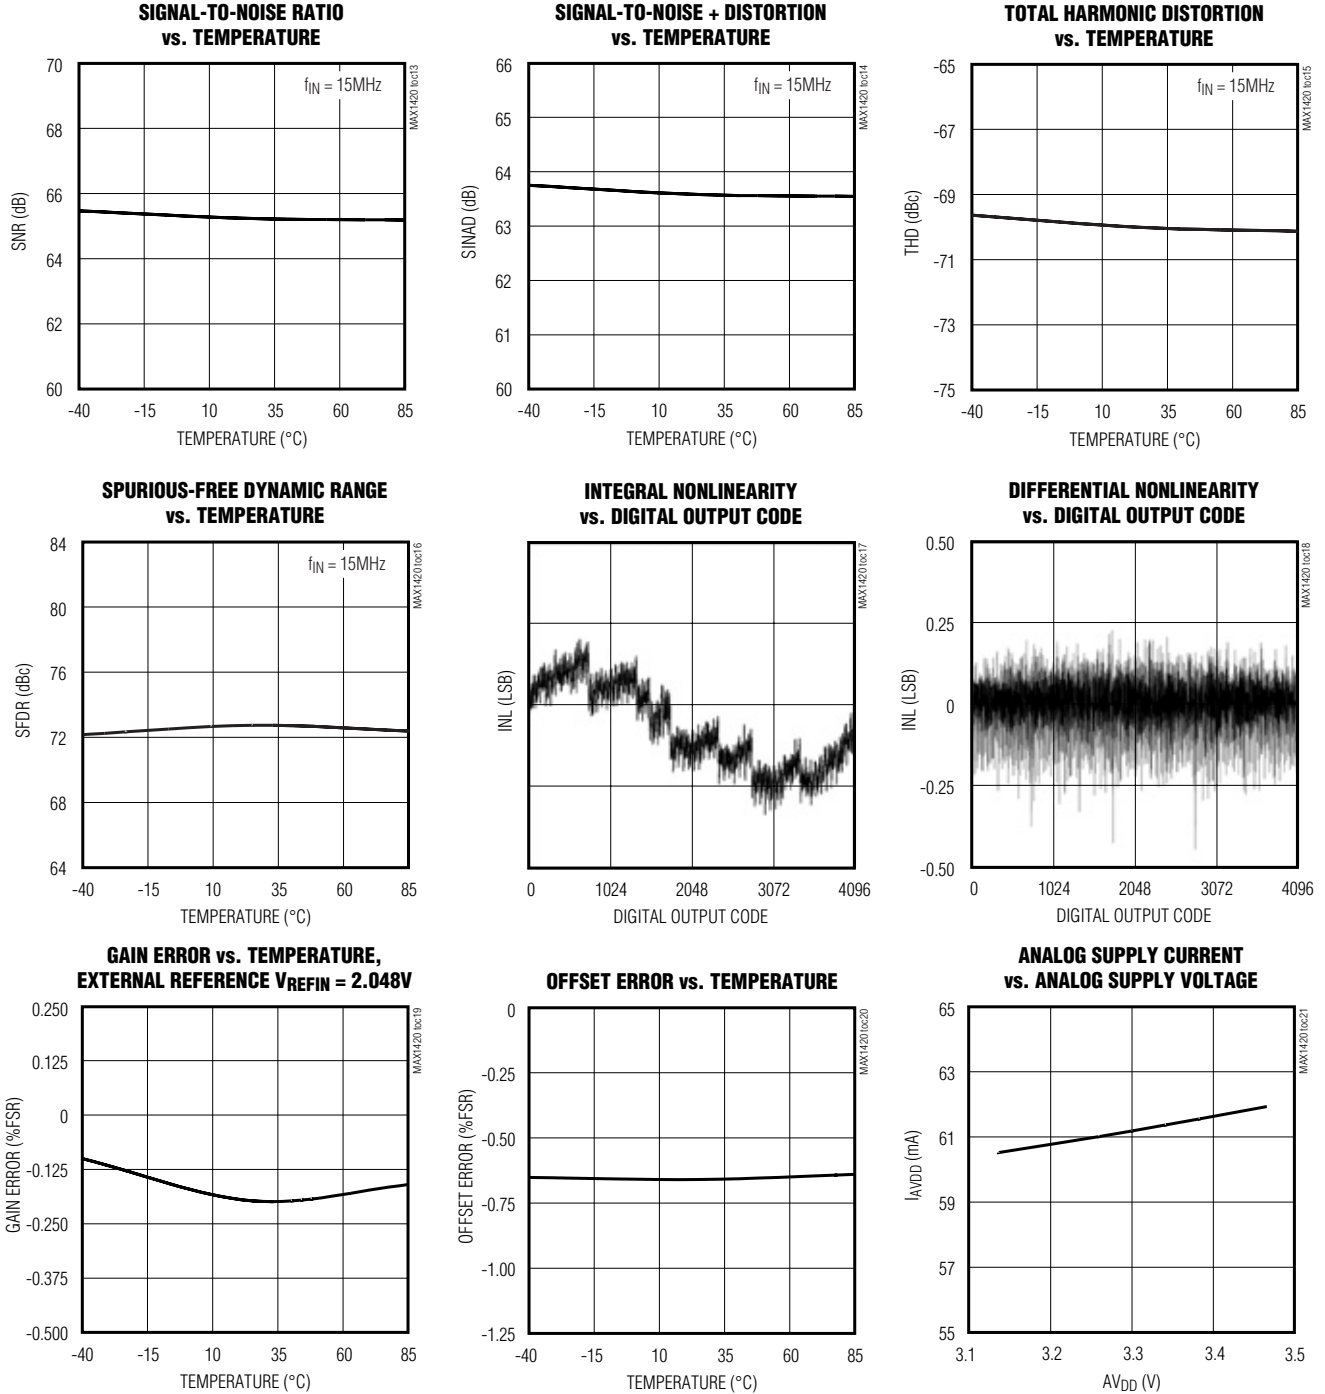 SIGNAL-TO-NOISE RATIO
vs. TEMPERATURE
70
68
66
64
62
60
SNR (dB)
fIN = 15MHz
MAX1420 toc13
-40 -15 10 35 60 85
TEMPERATURE (°C)
SIGNAL-TO-NOISE + DISTORTION
vs. TEMPERATURE
66
65
64
63
62
61
60
SINAD (dB)
fIN = 15MHz
MAX1420 toc14
-40 -15 10 35 60 85
TEMPERATURE (°C)
TOTAL HARMONIC DISTORTION
vs. TEMPERATURE
-65
-67
-69
-71
-73
-75
THD (dBc)
fIN = 15MHz
MAX1420 toc15
-40 -15 10 35 60 85
TEMPERATURE (°C)
SPURIOUS-FREE DYNAMIC RANGE
vs. TEMPERATURE
84
80
76
72
68
64
SFDR (dBc)
fIN = 15MHz
MAX1420 toc16
-40 -15 10 35 60 85
TEMPERATURE (°C)
INTEGRAL NONLINEARITY
vs. DIGITAL OUTPUT CODE
INL (LSB)
MAX1420 toc17
0 1024 2048 3072 4096
DIGITAL OUTPUT CODE
DIFFERENTIAL NONLINEARITY
vs. DIGITAL OUTPUT CODE
0.50
0.25
0
-0.25
-0.50
INL (LSB)
MAX1420 toc18
0 1024 2048 3072 4096
DIGITAL OUTPUT CODE
GAIN ERROR vs. TEMPERATURE,
EXTERNAL REFERENCE VREFIN = 2.048V
0.250
0.125
0
-0.125
-0.250
-0.375
-0.500
GAIN ERROR (%FSR)
MAX1420 toc19
-40 -15 10 35 60 85
TEMPERATURE (°C)
OFFSET ERROR vs. TEMPERATURE
0
-0.25
-0.50
-0.75
-1.00
-1.25
OFFSET ERROR (%FSR)
MAX1420 toc20
-40 -15 10 35 60 85
TEMPERATURE (°C)
ANALOG SUPPLY CURRENT
vs. ANALOG SUPPLY VOLTAGE
65
63
61
59
57
55
IAVDD (mA)
MAX1420 toc21
3.1 3.2 3.3 3.4 3.5
AVDD (V)